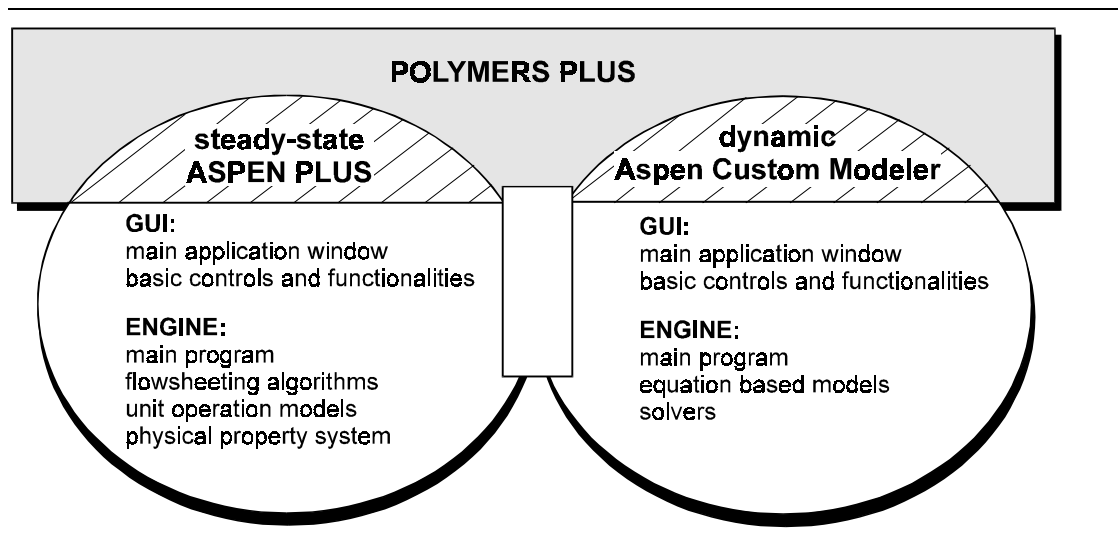 POLYMERS PLUS
steady-state
ASPEN PLUS
GUI:
main application window
basic controls and functionalities
ENGINE:
main program
flowsheeting algorithms
unit operation models
physical property system
dynamic
Aspen Custom Modeler
GUI:
main application window
basic controls and functionalities
ENGINE:
main program
equation based models
solvers